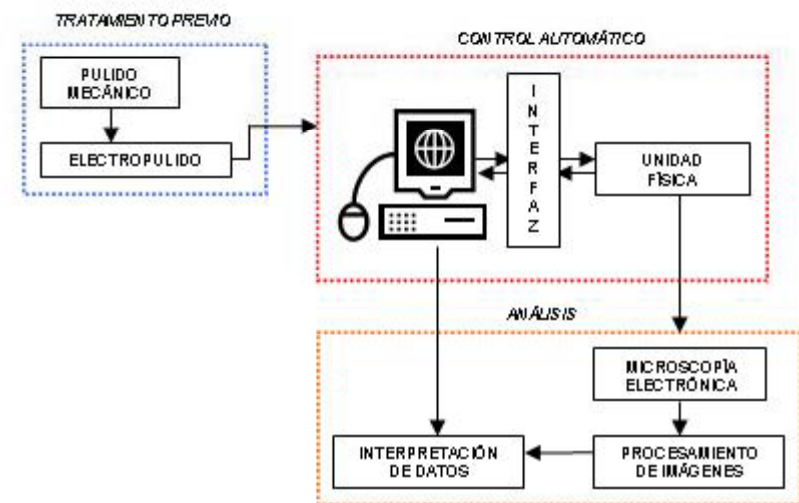 TRATAMIENTO PREVIO
PULIDO
MECÁNICO
ELECTROPULIDO
CONTROL AUTOMÁTICO
I
N
T
E
R
F
A
Z
UNIDAD
FÍSICA
ANÁLISIS
MICROSCOPÍA
ELECTRÓNICA
PROCESAMIENTO
DE IMÁGENES
INTERPRETACIÓN
DE DATOS